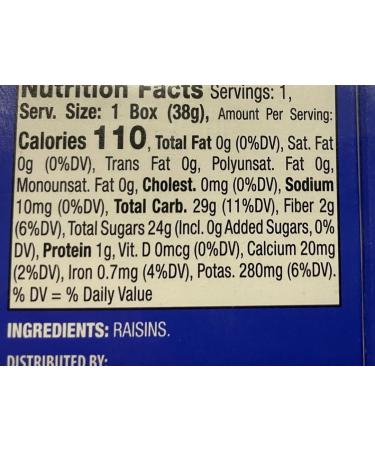 Nutrition Facts Servings: 1,
Serv. Size: 1 Box (38g), Amount Per Serving:
Calories 110, Total Fat 0g (0%DV), Sat. Fat
0g (0%DV), Trans Fat 0g, Polyunsat. Fat 0g,
Monounsat. Fat 0g, Cholest. 0mg (0%DV), Sodium
10mg (0%DV), Total Carb. 29g (11%DV), Fiber 2g
(6%DV), Total Sugars 24g (Incl. 0g Added Sugars, 0%
DV), Protein 1g, Vit. D 0mcg (0%DV), Calcium 20mg
(2%DV), Iron 0.7mg (4%DV), Potas. 280mg (6%DV).
% DV = % Daily Value
INGREDIENTS: RAISINS.
DISTRIBUTED BY: